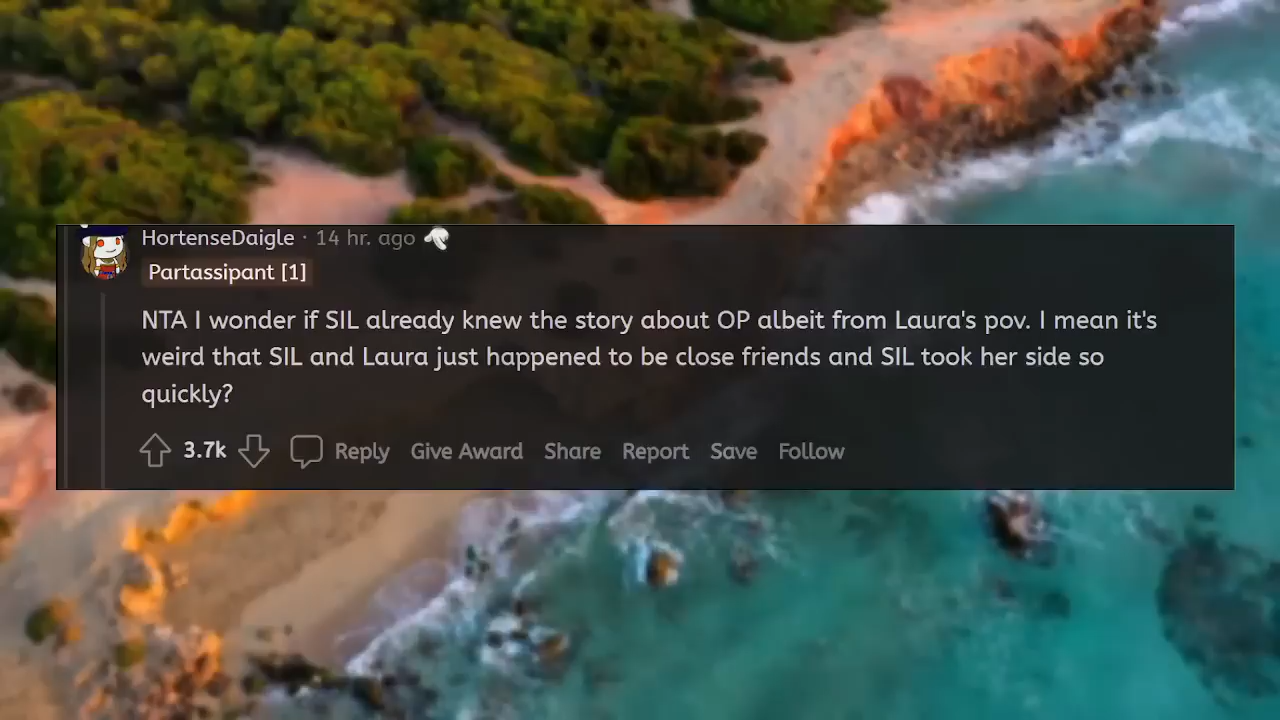 HortenseDaigle · 14 hr. ago
Partassipant [1]
NTA I wonder if SIL already knew the story about OP albeit from Laura's pov. I mean it's
weird that SIL and Laura just happened to be close friends and SIL took her side so
quickly?
3.7k Reply Give Award Share Report Save Follow